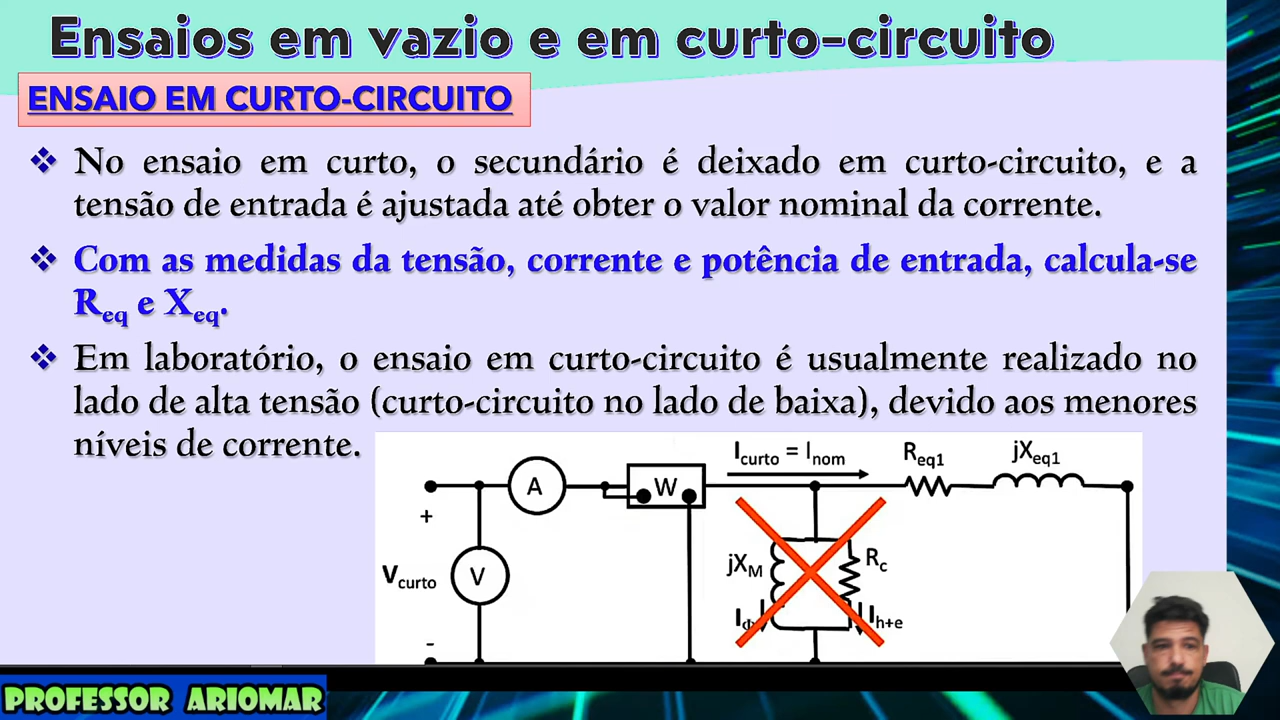 Ensaios em vazio e em curto-circuito
ENSAIO EM CURTO-CIRCUITO
❖ No ensaio em curto, o secundário é deixado em curto-circuito, e a
tensão de entrada é ajustada até obter o valor nominal da corrente.
❖ Com as medidas da tensão, corrente e potência de entrada, calcula-se
Req e Xeq.
❖ Em laboratório, o ensaio em curto-circuito é usualmente realizado no
lado de alta tensão (curto-circuito no lado de baixa), devido aos menores
níveis de corrente.
Icurto = Inom
Req1
jXeq1
A
W
+
Vcurto
V
-
jXM
Rc
IΦ
Ih+e
PROFESSOR ARIOMAR